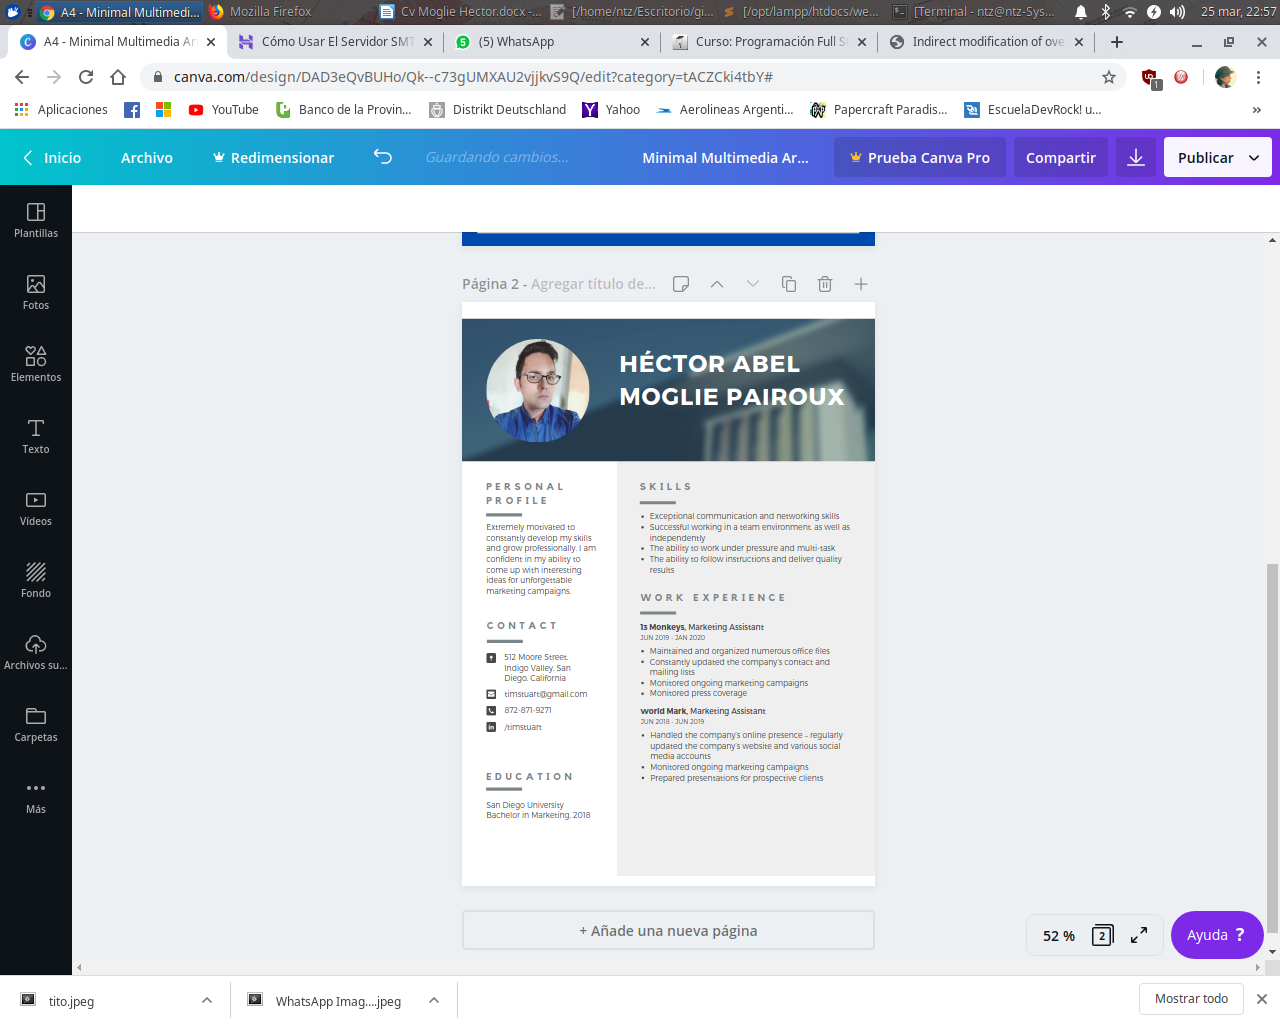 A4 - Minimal Multimedi...
Mozilla Firefox
Cv Moglie Hector.docx -...
[/home/ntz/Escritorio/gi...
[/opt/lampp/htdocs/we...
[Terminal - ntz@ntz-Sys...
25 mar, 22:57
A4 - Minimal Multimedia Ar
Cómo Usar El Servidor SMT
(5) WhatsApp
Curso: Programación Full S
Indirect modification of ove
canva.com/design/DAD3eQvBUHo/Qk--c73gUMXAU2vjjkvS9Q/edit?category=tACZCki4tbY#
1
Aplicaciones
YouTube
Banco de la Provin...
Distrikt Deutschland
Yahoo
Aerolineas Argenti...
Papercraft Paradis...
EscuelaDevRock! u...
»
Inicio
Archivo
Redimensionar
Guardando cambios...
Minimal Multimedia Ar...
Prueba Canva Pro
Compartir
Publicar
Plantillas
Fotos
Elementos
Texto
Vídeos
Fondo
Archivos su...
Carpetas
Más
Página 2 - Agregar título de...
HÉCTOR ABEL
MOGLIE PAIROUX
PERSONAL
PROFILE
Extremely motivated to
constantly develop my skills
and grow professionally. I am
confident in my ability to
come up with interesting
ideas for unforgettable
marketing campaigns.
CONTACT
512 Moore Street,
Indigo Valley, San
Diego, California
timstuart@gmail.com
872-871-9271
/timstuart
EDUCATION
San Diego University
Bachelor in Marketing, 2018
SKILLS
• Exceptional communication and networking skills
• Successful working in a team environment, as well as
independently
• The ability to work under pressure and multi-task
• The ability to follow instructions and deliver quality
results
WORK EXPERIENCE
13 Monkeys, Marketing Assistant
JUN 2019 - JAN 2020
• Maintained and organized numerous office files
• Constantly updated the company's contact and
mailing lists
• Monitored ongoing marketing campaigns
• Monitored press coverage
World Mark, Marketing Assistant
JUN 2018 - JUN 2019
• Handled the company's online presence – regularly
updated the company's website and various social
media accounts
• Monitored ongoing marketing campaigns
• Prepared presentations for prospective clients
+ Añade una nueva página
52 %
2
Ayuda ?
tito.jpeg
WhatsApp Imag....jpeg
Mostrar todo